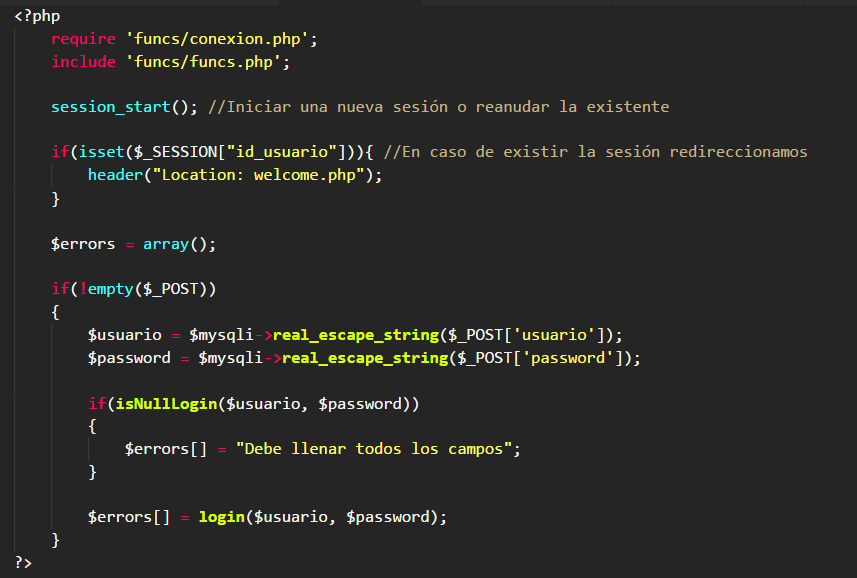 <?php
require 'funcs/conexion.php';
include 'funcs/funcs.php';
session_start(); //Iniciar una nueva sesión o reanudar la existente
if(isset($_SESSION["id_usuario"])){ //En caso de existir la sesión redireccionamos
header("Location: welcome.php");
}
$errors = array();
if(!empty($_POST))
{
$usuario = $mysqli->real_escape_string($_POST['usuario']);
$password = $mysqli->real_escape_string($_POST['password']);
if(isNullLogin($usuario, $password))
{
$errors[] = "Debe llenar todos los campos";
}
$errors[] = login($usuario, $password);
}
?>